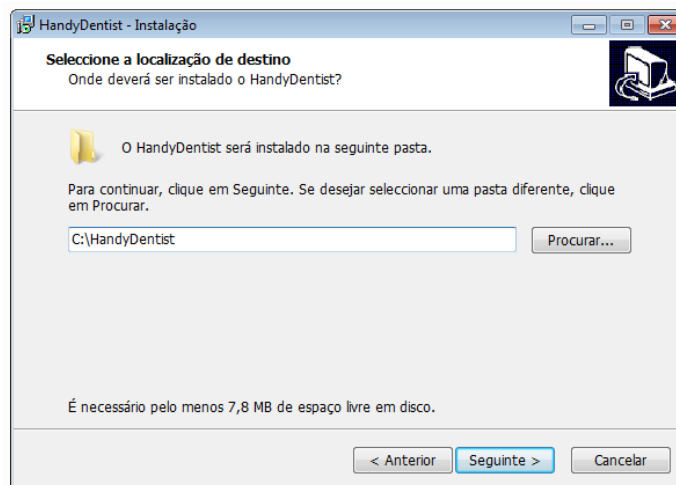 HandyDentist - Instalação
Seleccione a localização de destino
Onde deverá ser instalado o HandyDentist?
O HandyDentist será instalado na seguinte pasta.
Para continuar, clique em Seguinte. Se desejar seleccionar uma pasta diferente, clique
em Procurar.
C:\HandyDentist
Procurar...
É necessário pelo menos 7,8 MB de espaço livre em disco.
< Anterior
Seguinte >
Cancelar